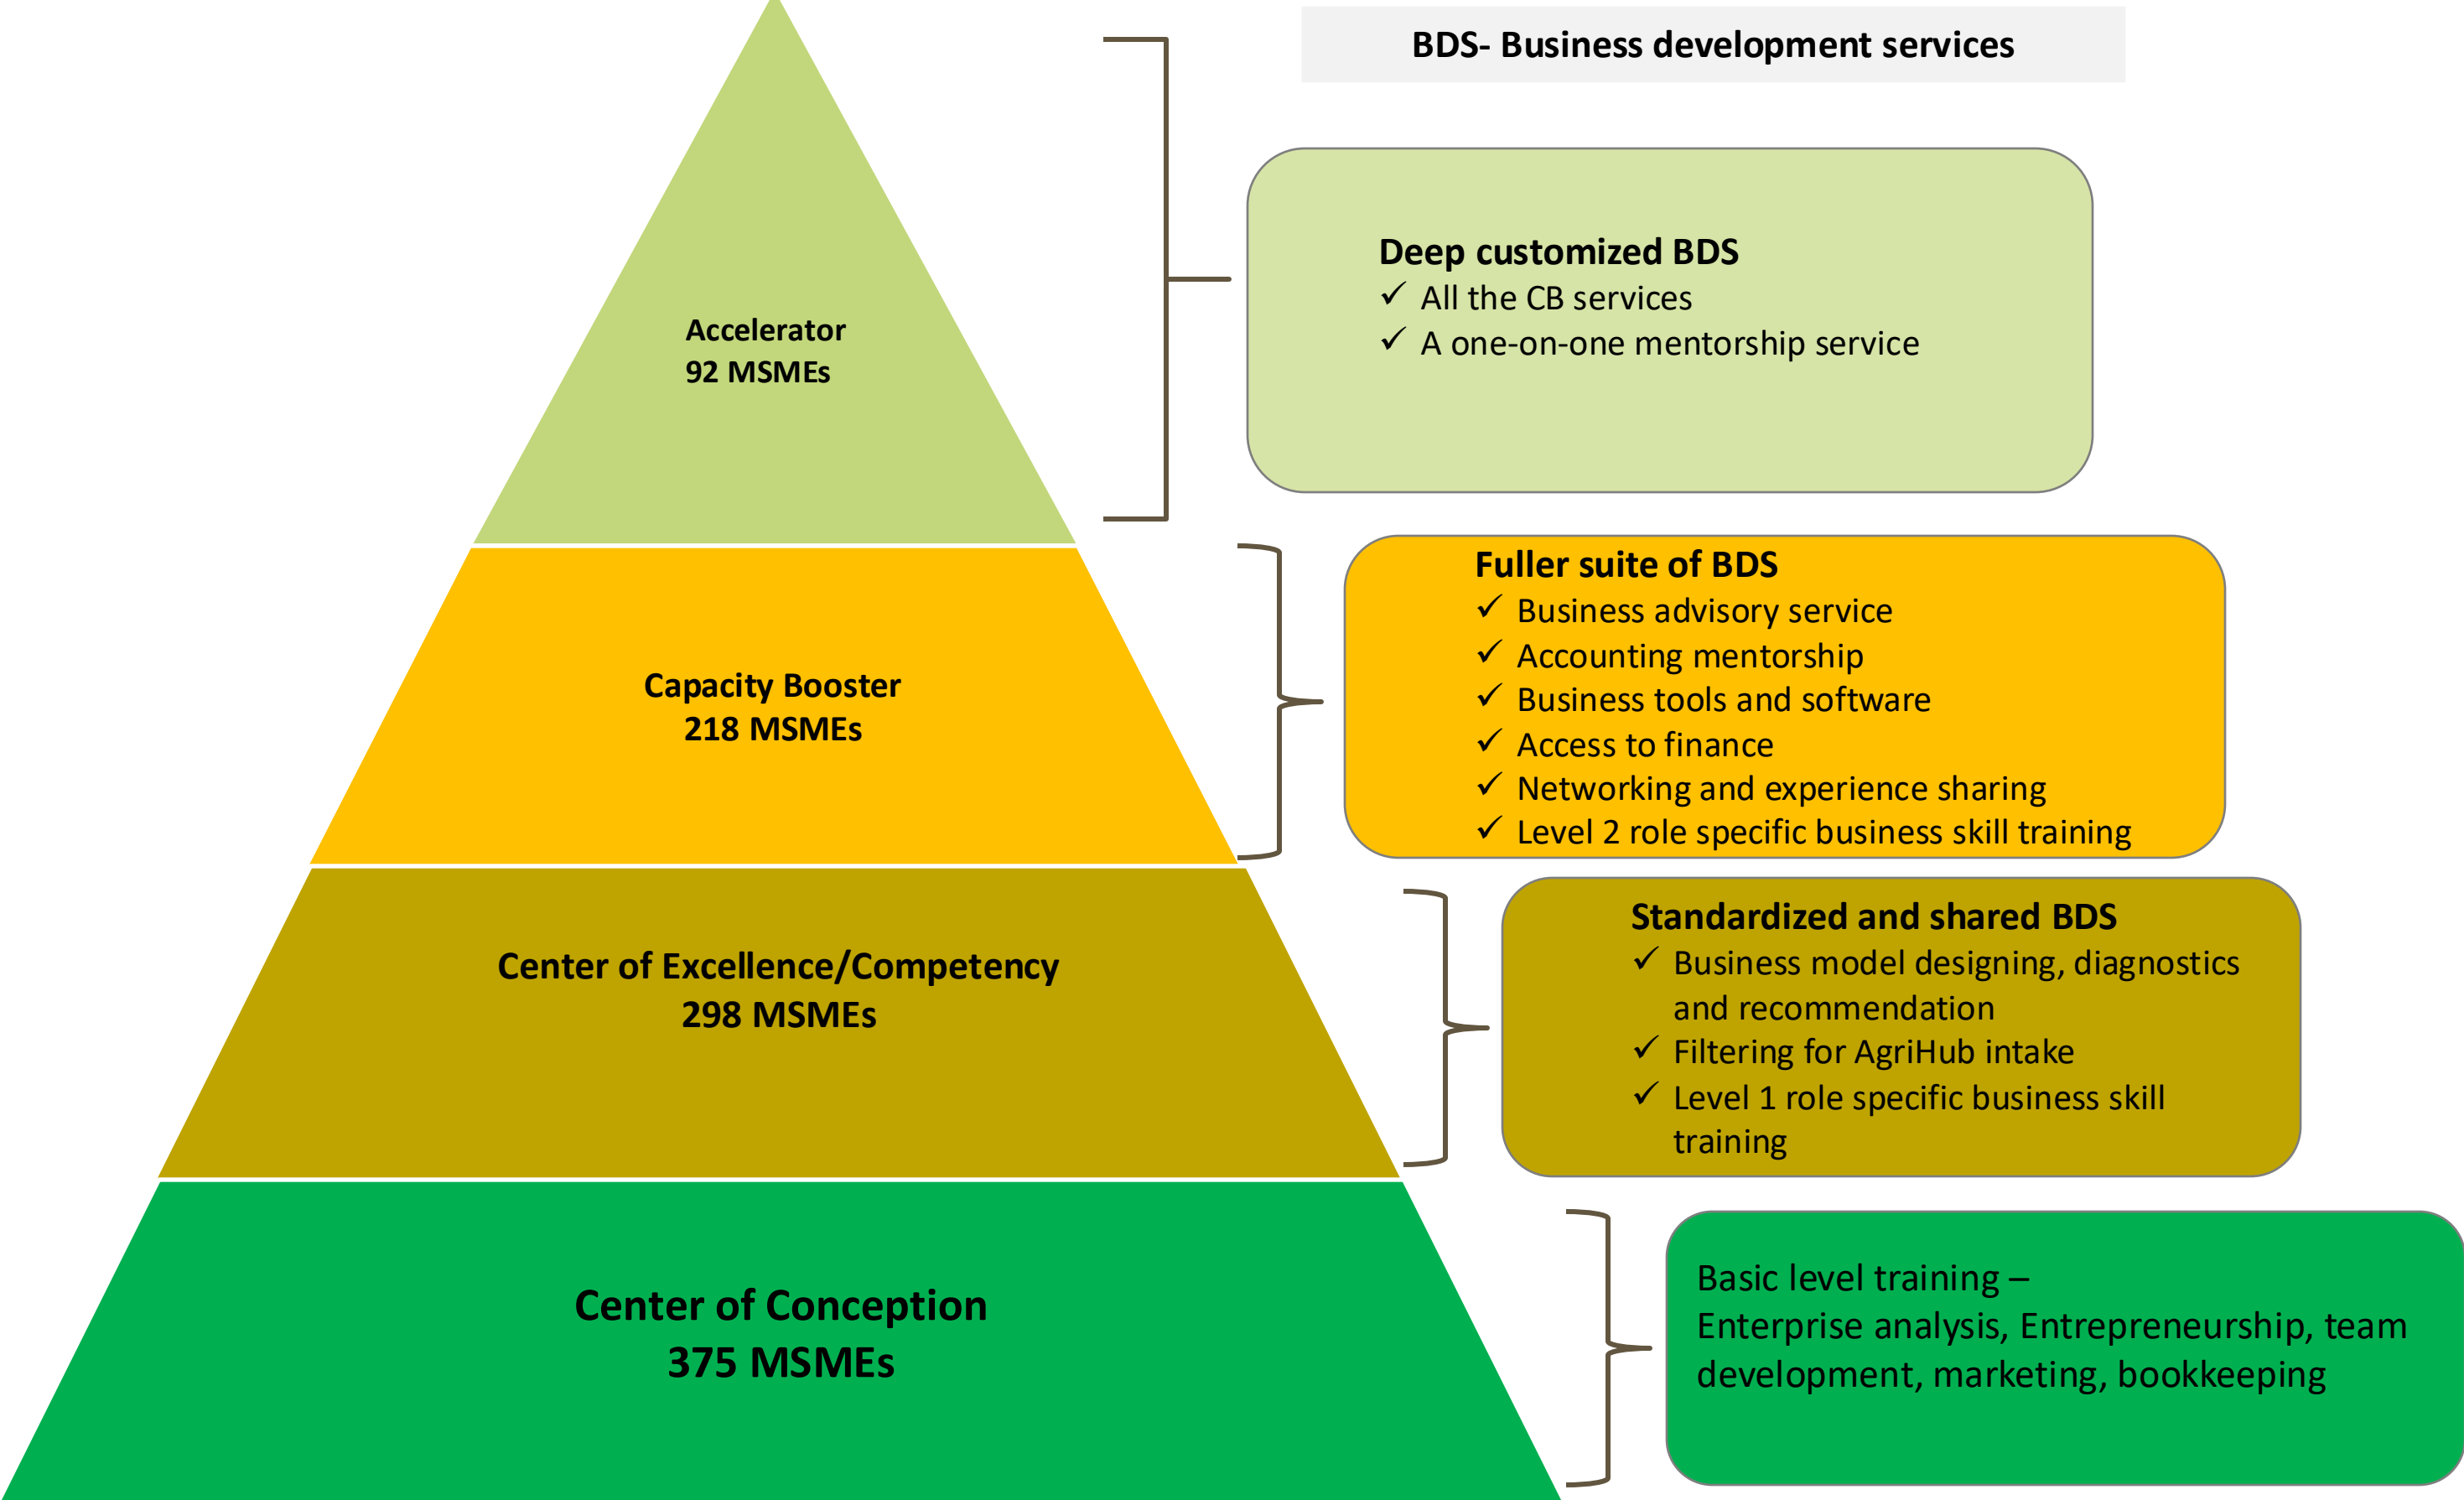 BDS- Business development services
Accelerator
92 MSMEs
Deep customized BDS
✓ All the CB services
✓ A one-on-one mentorship service
Capacity Booster
218 MSMEs
Fuller suite of BDS
✓ Business advisory service
✓ Accounting mentorship
✓ Business tools and software
✓ Access to finance
✓ Networking and experience sharing
✓ Level 2 role specific business skill training
Center of Excellence/Competency
298 MSMEs
Standardized and shared BDS
✓ Business model designing, diagnostics
and recommendation
✓ Filtering for AgriHub intake
✓ Level 1 role specific business skill
training
Center of Conception
375 MSMEs
Basic level training –
Enterprise analysis, Entrepreneurship, team
development, marketing, bookkeeping